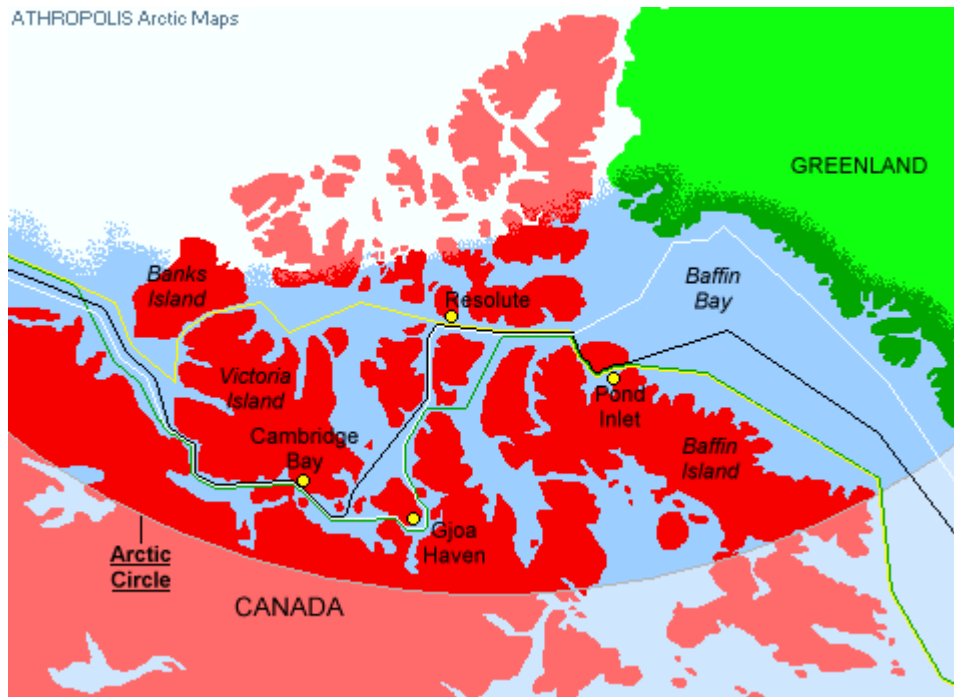 ATHROPOLIS Arctic Maps
GREENLAND
Banks
Island
Baffin
Bay
Resolute
Victoria
Island
Pond
Inlet
Cambridge
Bay
Baffin
Island
Gjoa
Haven
Arctic
Circle
CANADA